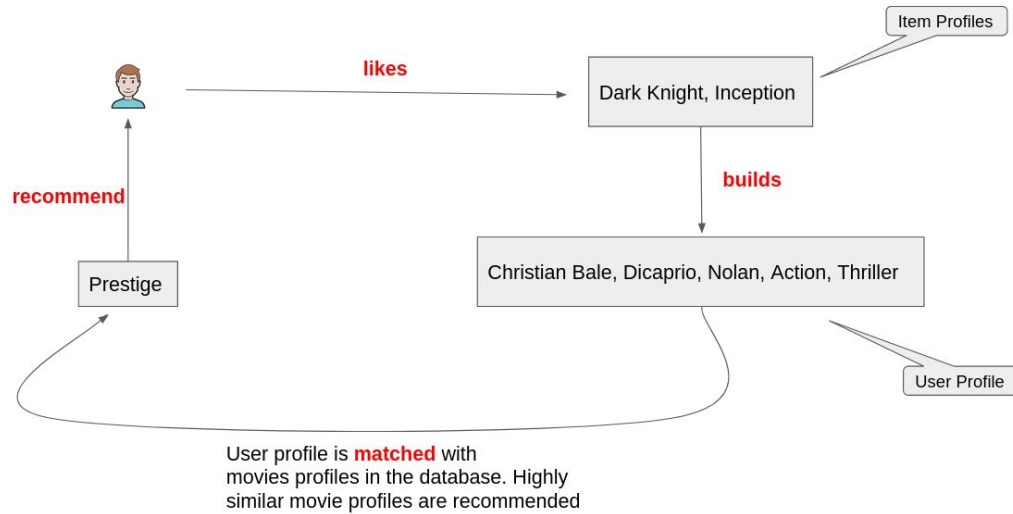 Item Profiles
likes
Dark Knight, Inception
recommend
builds
Christian Bale, Dicaprio, Nolan, Action, Thriller
Prestige
User Profile
User profile is matched with
movies profiles in the database. Highly
similar movie profiles are recommended